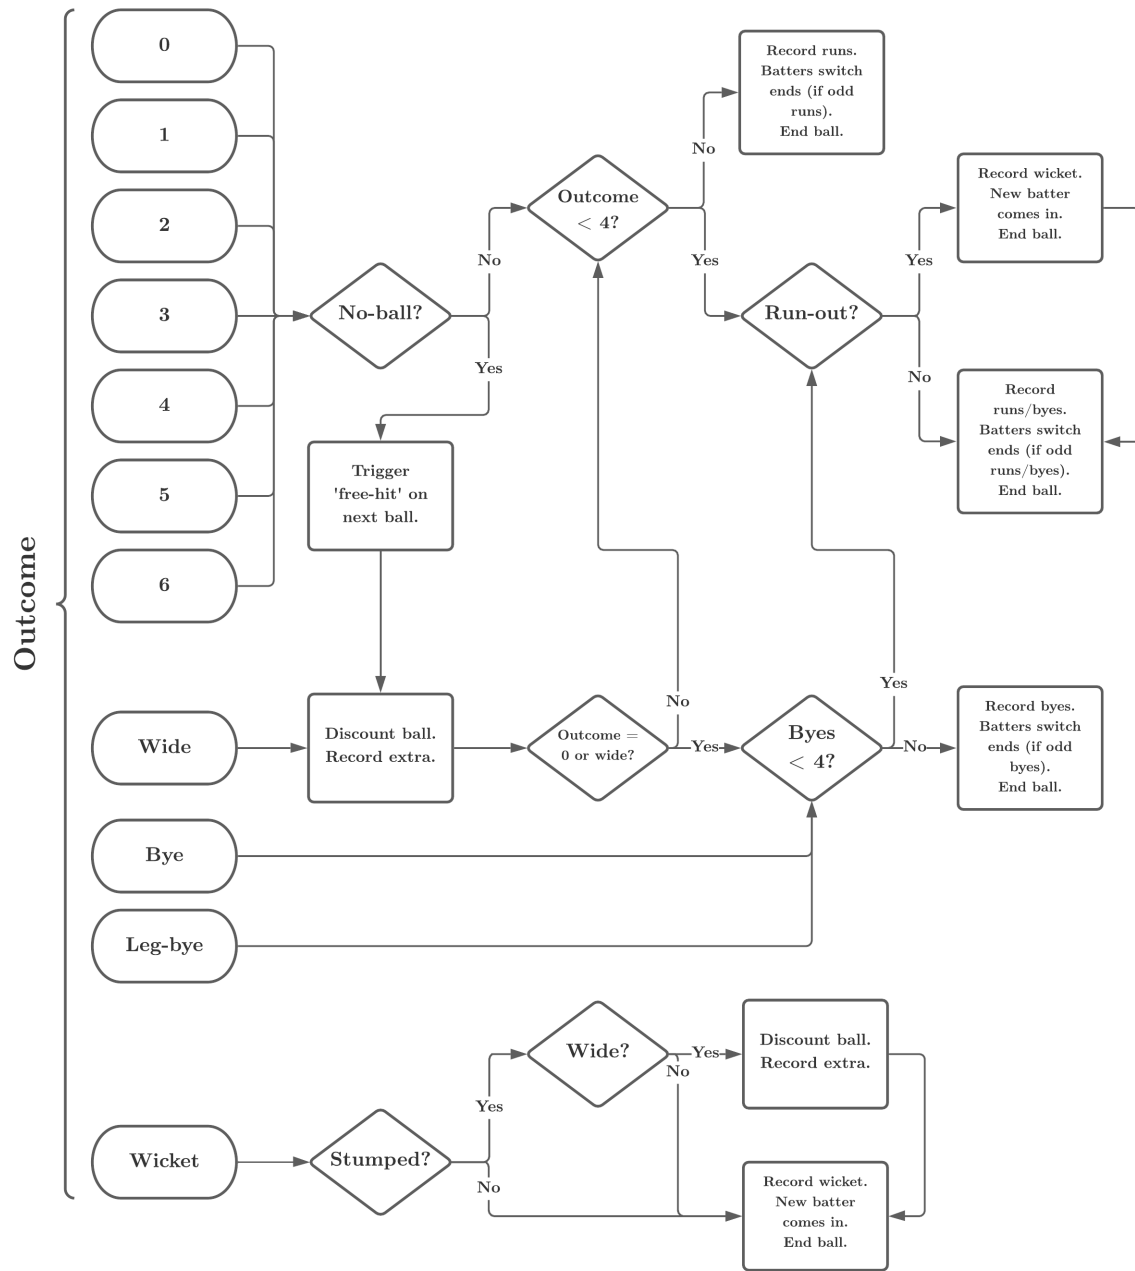 Outcome
0
1
2
3
4
5
6
Wide
Bye
Leg-bye
Wicket
No-ball?
No
Yes
Trigger
'free-hit' on
next ball.
Discount ball.
Record extra.
Outcome
< 4?
No
Yes
Record runs.
Batters switch
ends (if odd
runs).
End ball.
Run-out?
Yes
No
Record wicket.
New batter
comes in.
End ball.
Record
runs/byes.
Batters switch
ends (if odd
runs/byes).
End ball.
Outcome =
0 or wide?
No
Yes
Byes
< 4?
Yes
No
Record byes.
Batters switch
ends (if odd
byes).
End ball.
Stumped?
Yes
No
Wide?
Yes
No
Discount ball.
Record extra.
Record wicket.
New batter
comes in.
End ball.